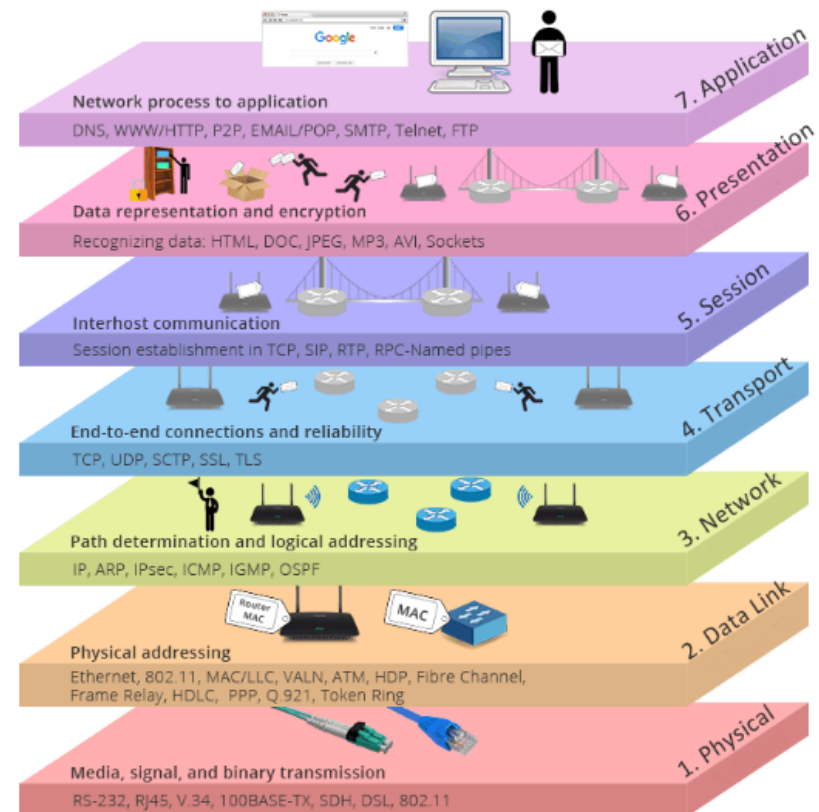 Google
7. Application
Network process to application
DNS, WWW/HTTP, P2P, EMAIL/POP, SMTP, Telnet, FTP
6. Presentation
Data representation and encryption
Recognizing data: HTML, DOC, JPEG, MP3, AVI, Sockets
5. Session
Interhost communication
Session establishment in TCP, SIP, RTP, RPC-Named pipes
4. Transport
End-to-end connections and reliability
TCP, UDP, SCTP, SSL, TLS
3. Network
Path determination and logical addressing
IP, ARP, IPsec, ICMP, IGMP, OSPF
Router
MAC
MAC
2. Data Link
Physical addressing
Ethernet, 802.11, MAC/LLC, VALN, ATM, HDP, Fibre Channel,
Frame Relay, HDLC, PPP, Q.921, Token Ring
1. Physical
Media, signal, and binary transmission
RS-232, RJ45, V.34, 100BASE-TX, SDH, DSL, 802.11